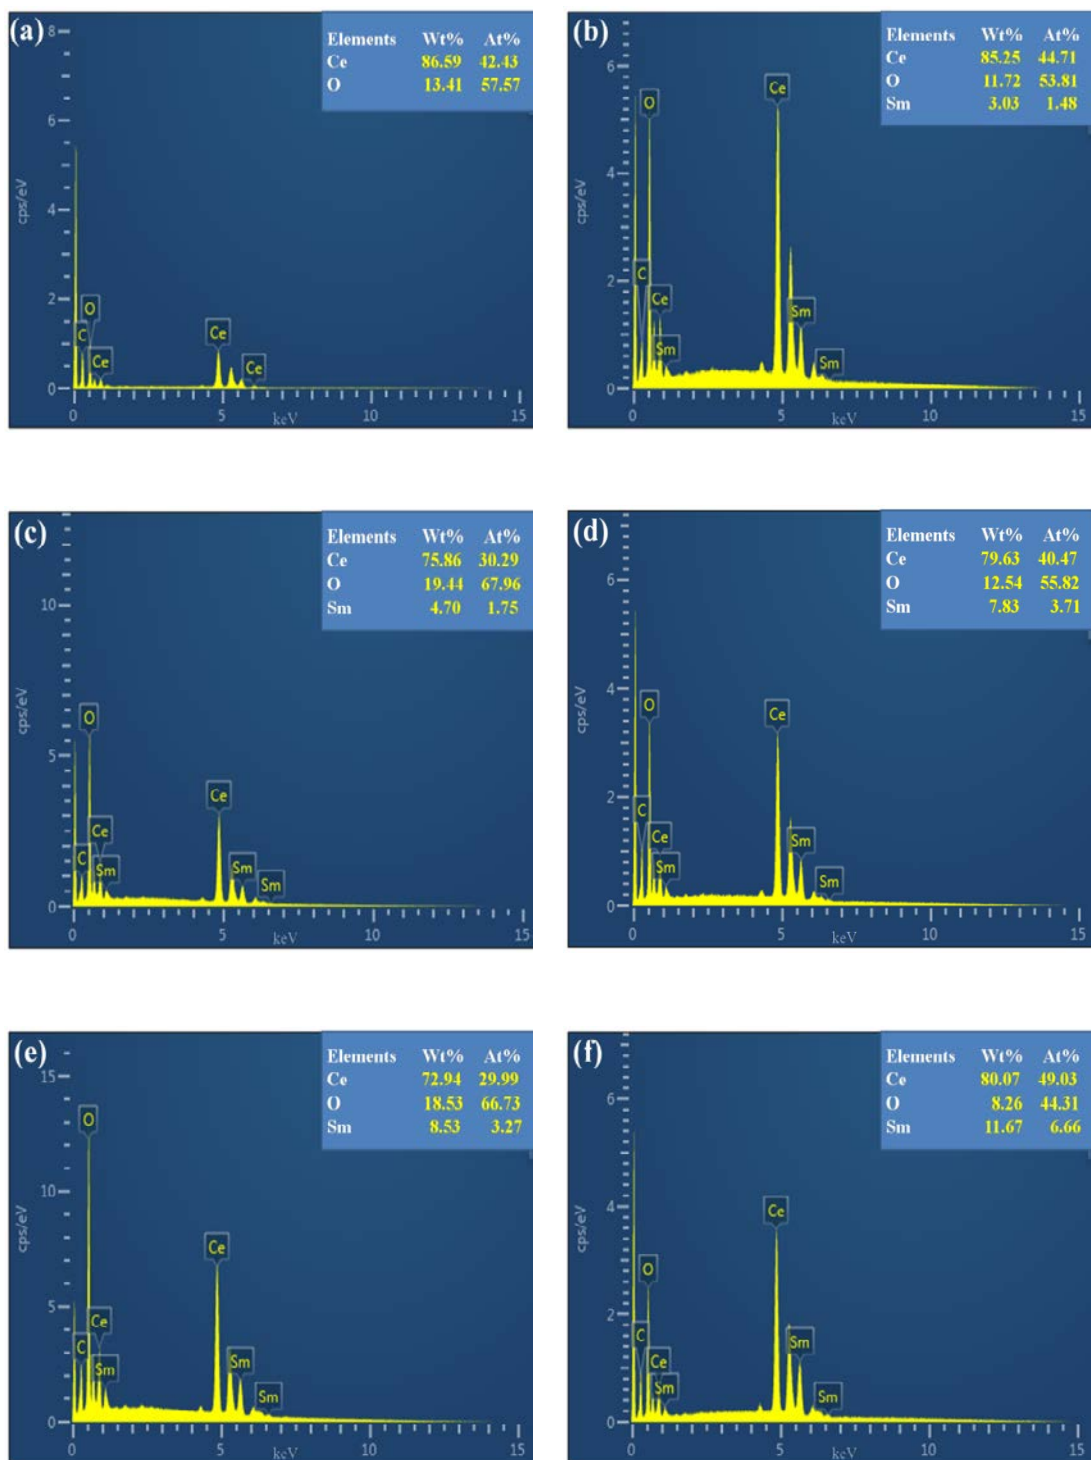 (a)
Elements Wt% At%
Ce 86.59 42.43
O 13.41 57.57
8
6
4
2
0
cps/eV
C
O
Ce
Ce
Ce
0 5 10 15
keV
(b)
Elements Wt% At%
Ce 85.25 44.71
O 11.72 53.81
Sm 3.03 1.48
6
4
2
0
cps/eV
C
O
Ce
Sm
Ce
Sm
Sm
0 5 10 15
keV
(c)
Elements Wt% At%
Ce 75.86 30.29
O 19.44 67.96
Sm 4.70 1.75
10
5
0
cps/eV
C
O
Ce
Sm
Ce
Sm
Sm
0 5 10 15
keV
(d)
Elements Wt% At%
Ce 79.63 40.47
O 12.54 55.82
Sm 7.83 3.71
6
4
2
0
cps/eV
C
O
Ce
Sm
Ce
Sm
Sm
0 5 10 15
keV
(e)
Elements Wt% At%
Ce 72.94 29.99
O 18.53 66.73
Sm 8.53 3.27
15
10
5
0
cps/eV
C
O
Ce
Sm
Ce
Sm
Sm
0 5 10 15
keV
(f)
Elements Wt% At%
Ce 80.07 49.03
O 8.26 44.31
Sm 11.67 6.66
6
4
2
0
cps/eV
C
O
Ce
Sm
Ce
Sm
Sm
0 5 10 15
keV